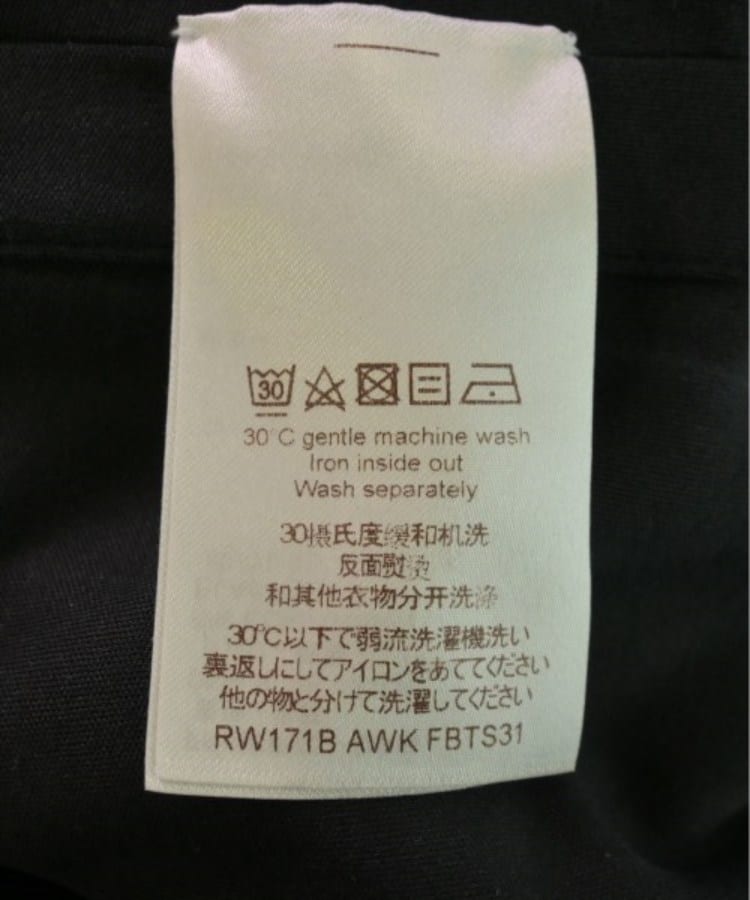 30
30°C gentle machine wash
Iron inside out
Wash separately
30摄氏度缓和机洗
反面熨烫
和其他衣物分开洗涤
30℃以下で弱流洗濯機洗い
裏返しにしてアイロンをあててください
他の物と分けて洗濯してください
RW171B AWK FBTS31